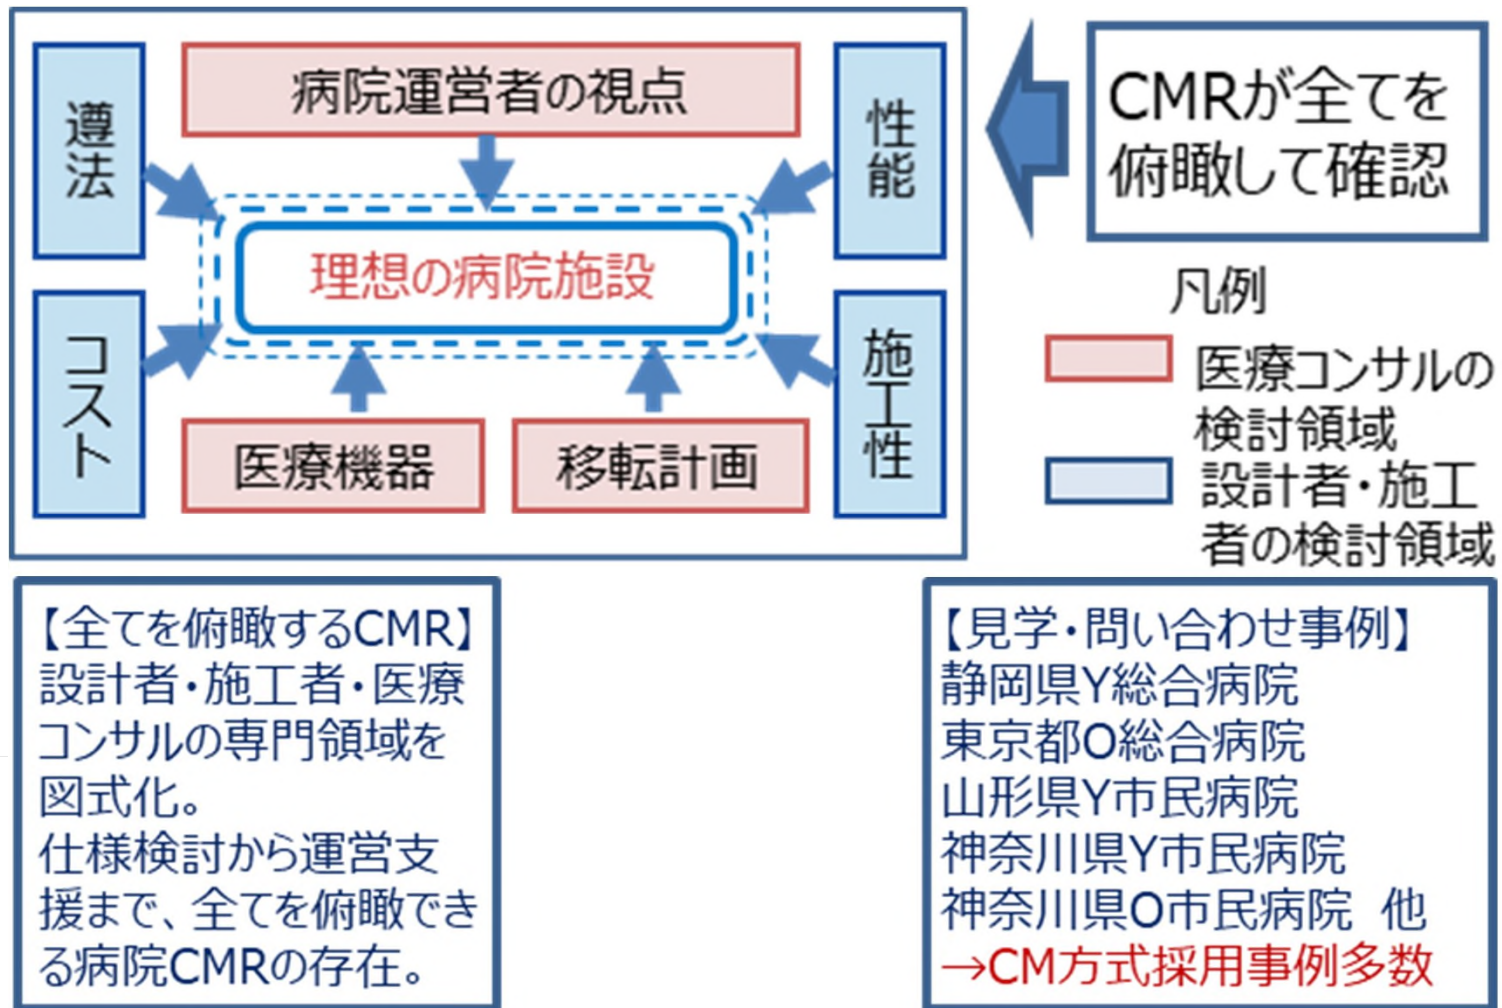 病院運営者の視点
遵法
性能
理想の病院施設
コスト
施工性
医療機器
移転計画
CMRが全てを
俯瞰して確認
凡例
医療コンサルの
検討領域
設計者・施工
者の検討領域
【全てを俯瞰するCMR】
設計者・施工者・医療
コンサルの専門領域を
図式化。
仕様検討から運営支
援まで、全てを俯瞰でき
る病院CMRの存在。
【見学・問い合わせ事例】
静岡県Y総合病院
東京都O総合病院
山形県Y市民病院
神奈川県Y市民病院
神奈川県O市民病院 他
→CM方式採用事例多数